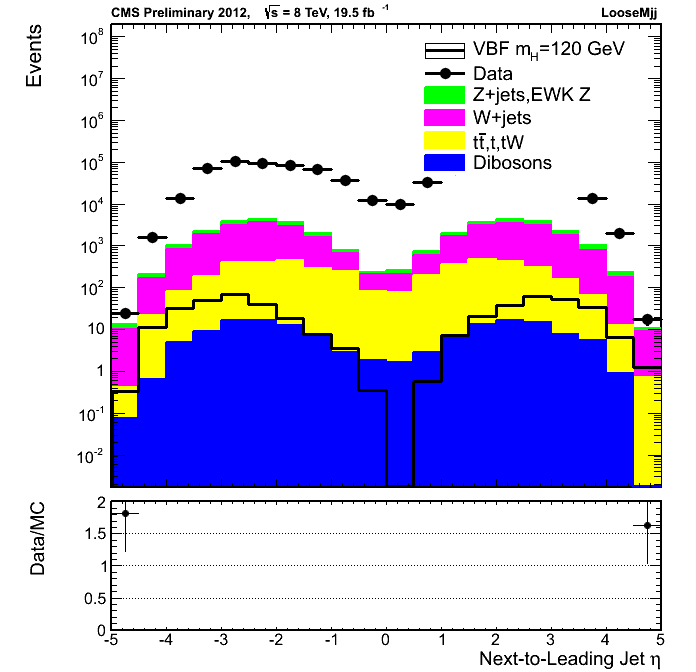 CMS Preliminary 2012, √s = 8 TeV, 19.5 fb⁻¹ LooseMjj
Events
10⁸
10⁷
10⁶
10⁵
10⁴
10³
10²
10
1
10⁻¹
10⁻²
VBF m_H=120 GeV
Data
Z+jets,EWK Z
W+jets
tt̅,t,tW
Dibosons
Data/MC
2
1.5
1
0.5
0
-5 -4 -3 -2 -1 0 1 2 3 4 5
Next-to-Leading Jet η